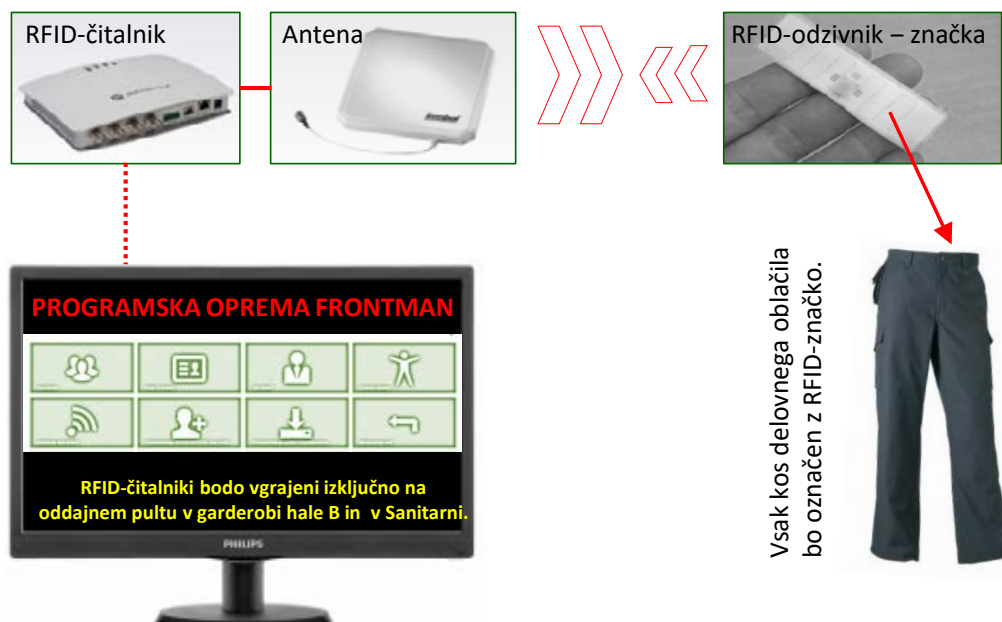 RFID-čitalnik
Antena
RFID-odzivnik – značka
PROGRAMSKA OPREMA FRONTMAN
RFID-čitalniki bodo vgrajeni izključno na
oddajnem pultu v garderobi hale B in v Sanitarni.
PHILIPS
Vsak kos delovnega oblačila
bo označen z RFID-značko.